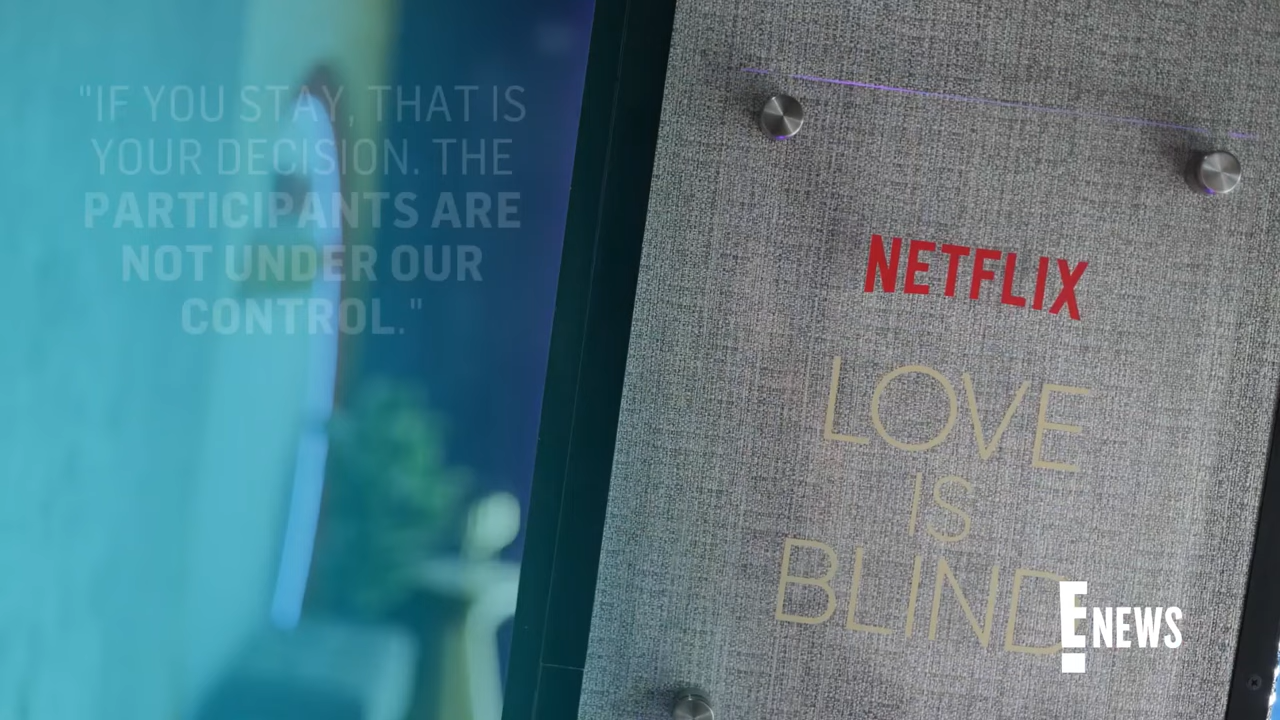 "IF YOU STAY, THAT IS
YOUR DECISION. THE
PARTICIPANTS ARE
NOT UNDER OUR
CONTROL."
NETFLIX
LOVE
IS
BLIND
E! NEWS